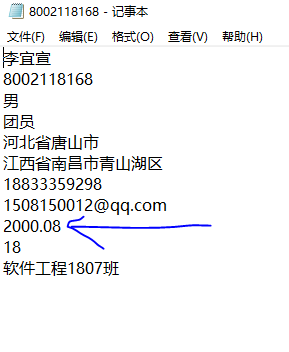 8002118168 - 记事本
文件(F) 编辑(E) 格式(O) 查看(V) 帮助(H)
李宜宣
8002118168
男
团员
河北省唐山市
江西省南昌市青山湖区
18833359298
1508150012@qq.com
2000.08
18
软件工程1807班